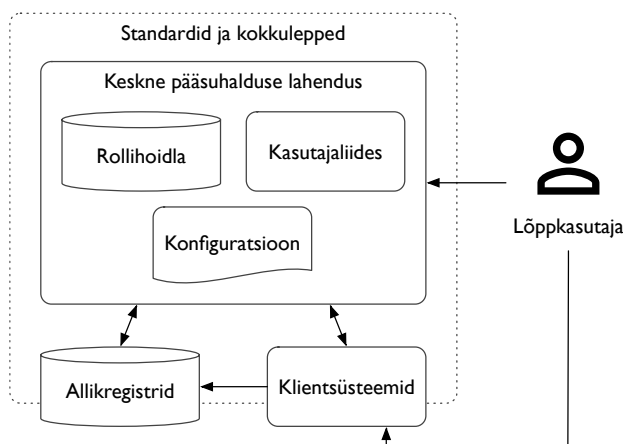 Standardid ja kokkulepped
Keskne pääsuhalduse lahendus
Rollihoidla
Kasutajaliides
Konfiguratsioon
Lõppkasutaja
Allikregistrid
Klientsüsteemid